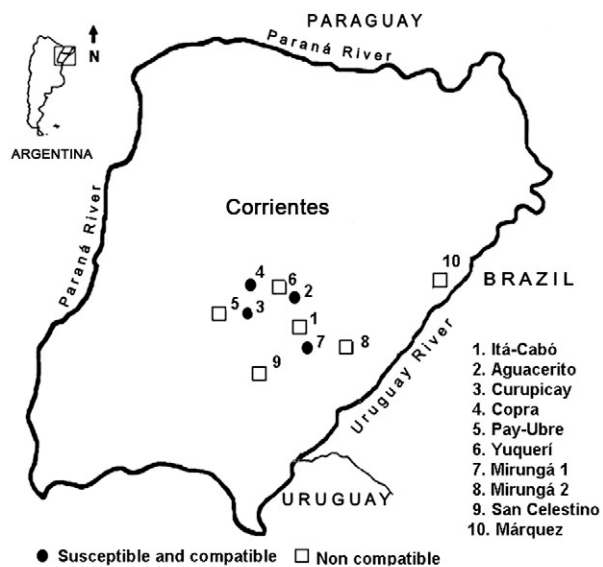 PARAGUAY
Paraná River
N
ARGENTINA
Paraná River
Corrientes
4
6
2
5
3
1
7
8
9
10
BRAZIL
Uruguay River
URUGUAY
1. Itá-Cabó
2. Aguacerito
3. Curupicay
4. Copra
5. Pay-Ubre
6. Yuquerí
7. Mirungá 1
8. Mirungá 2
9. San Celestino
10. Márquez
Susceptible and compatible
Non compatible